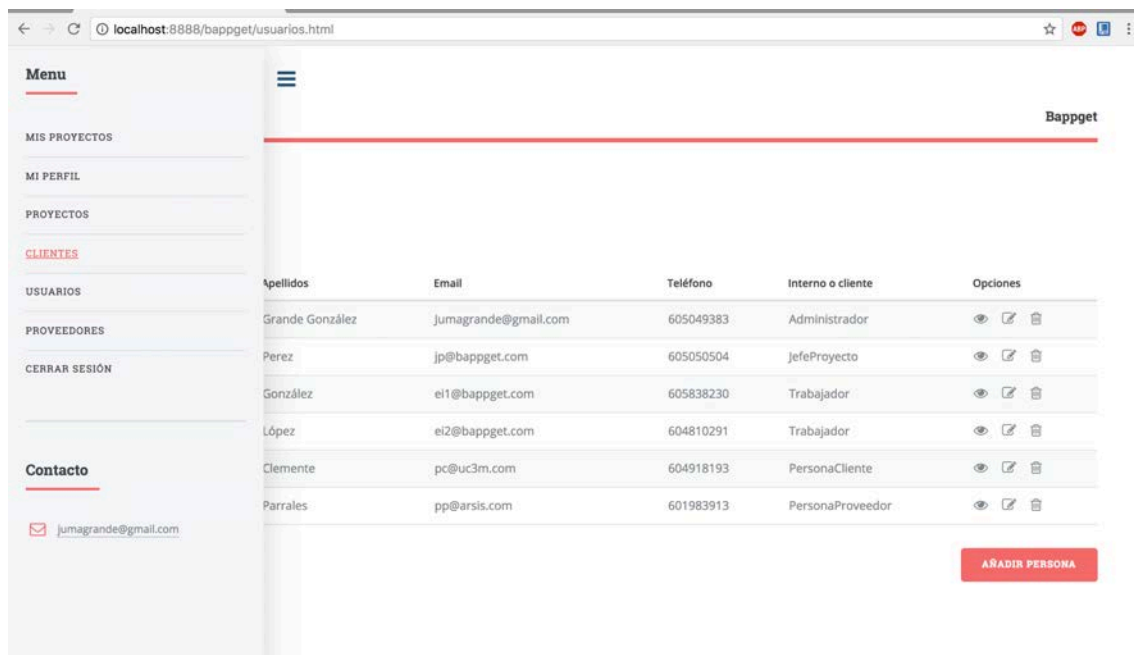 localhost:8888/bappget/usuarios.html
ABP
Menu
Bappget
MIS PROYECTOS
MI PERFIL
PROYECTOS
CLIENTES
USUARIOS
PROVEEDORES
CERRAR SESIÓN
Apellidos Email Teléfono Interno o cliente Opciones
Grande González Jumagrande@gmail.com 605049383 Administrador
Perez jp@bappget.com 605050504 JefeProyecto
González ei1@bappget.com 605838230 Trabajador
López ei2@bappget.com 604810291 Trabajador
Clemente pc@uc3m.com 604918193 PersonaCliente
Parrales pp@arsis.com 601983913 PersonaProveedor
Contacto
jumagrande@gmail.com
AÑADIR PERSONA